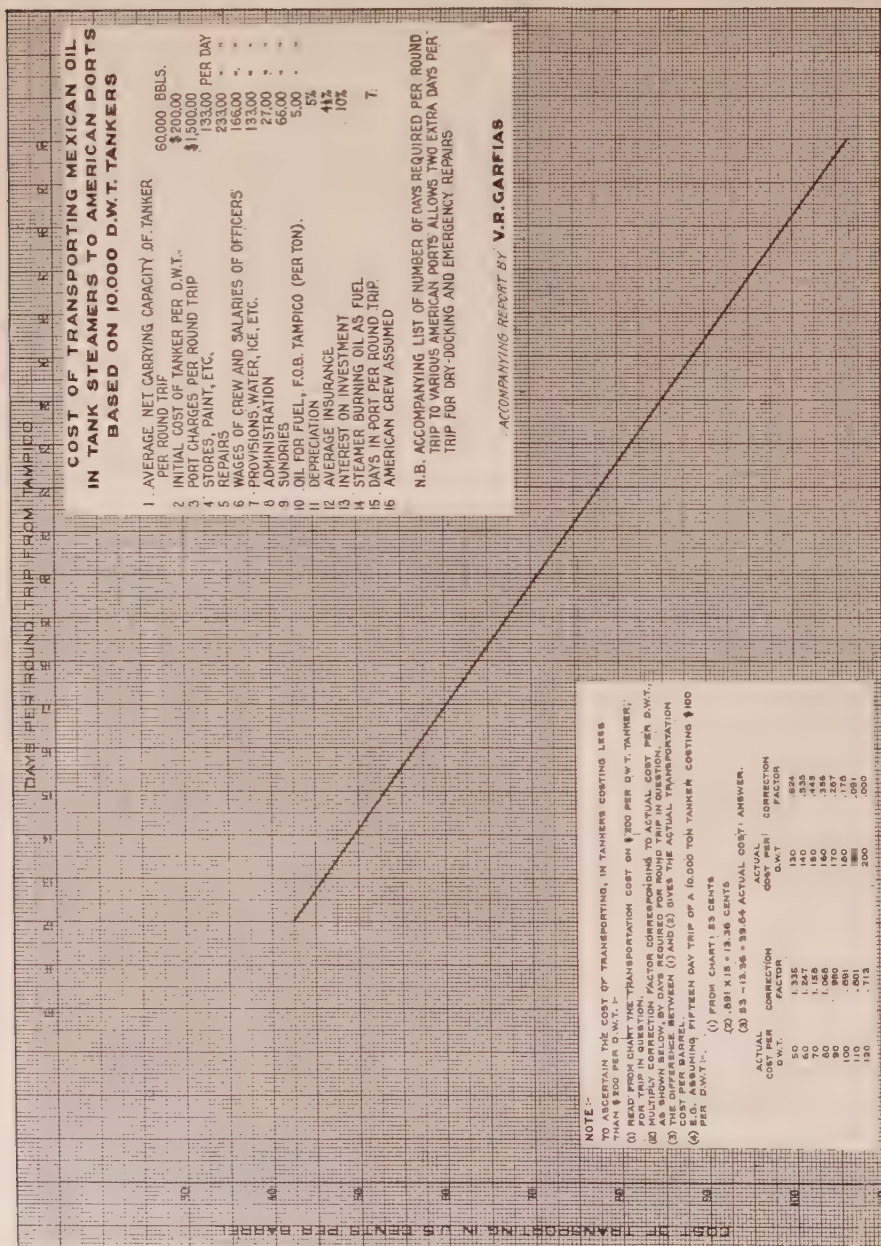 DAYS PER ROUND TRIP FROM TAMPICO
COST OF TRANSPORTING MEXICAN OIL
IN TANK STEAMERS TO AMERICAN PORTS
BASED ON 10,000 D.W.T. TANKERS
1. AVERAGE NET CARRYING CAPACITY OF TANKER
PER ROUND TRIP 60,000 BBLS.
2 INITIAL COST OF TANKER PER D.W.T. $200.00
3 PORT CHARGES PER ROUND TRIP $1,500.00
4 STORES, PAINT, ETC. 133.00 PER DAY
5 REPAIRS 233.00 " "
6 WAGES OF CREW AND SALARIES OF OFFICERS 166.00 " "
7 PROVISIONS, WATER, ICE, ETC. 133.00 " "
8 ADMINISTRATION 27.00 " "
9 SUNDRIES 66.00 " "
10 OIL FOR FUEL, F.O.B. TAMPICO (PER TON). 5.00 " "
11 DEPRECIATION 5%
12 AVERAGE INSURANCE
13 INTEREST ON INVESTMENT 10%
14 STEAMER BURNING OIL AS FUEL
15. DAYS IN PORT PER ROUND TRIP. 7.
16 AMERICAN CREW ASSUMED
N.B. ACCOMPANYING LIST OF NUMBER OF DAYS REQUIRED PER ROUND
TRIP TO VARIOUS AMERICAN PORTS ALLOWS TWO EXTRA DAYS PER
TRIP FOR DRY-DOCKING AND EMERGENCY REPAIRS
ACCOMPANYING REPORT BY V.R. GARFIAS
COST OF TRANSPORT IN U.S. CENTS PER BARREL
30
40
50
60
70
80
90
100
NOTE:-
TO ASCERTAIN THE COST OF TRANSPORTING, IN TANKERS COSTING LESS
THAN $200 PER D.W.T.:-
(1) READ FROM CHART THE TRANSPORTATION COST ON $200 PER D.W.T. TANKER,
FOR TRIP IN QUESTION.
(2) MULTIPLY CORRECTION FACTOR CORRESPONDING TO ACTUAL COST PER D.W.T.,
AS SHOWN BELOW, BY DAYS REQUIRED FOR ROUND TRIP IN QUESTION.
(3) THE DIFFERENCE BETWEEN (1) AND (2) GIVES THE ACTUAL TRANSPORTATION
COST PER BARREL.
(4) E.G. ASSUMING FIFTEEN DAY TRIP OF A 10,000 TON TANKER COSTING $100
PER D.W.T:-
(1) FROM CHART: 53 CENTS
(2) .891 X 15 = 13.36 CENTS
(3) 53 - 13.36 = 39.64 ACTUAL COST: ANSWER.
ACTUAL COST PER D.W.T. CORRECTION FACTOR ACTUAL COST PER D.W.T CORRECTION FACTOR
50 1.335 130 .624
60 1.247 140 .535
70 1.158 150 .445
80 1.068 160 .356
90 .980 170 .267
100 .891 180 .178
110 .801 .091
120 .712 200 .000